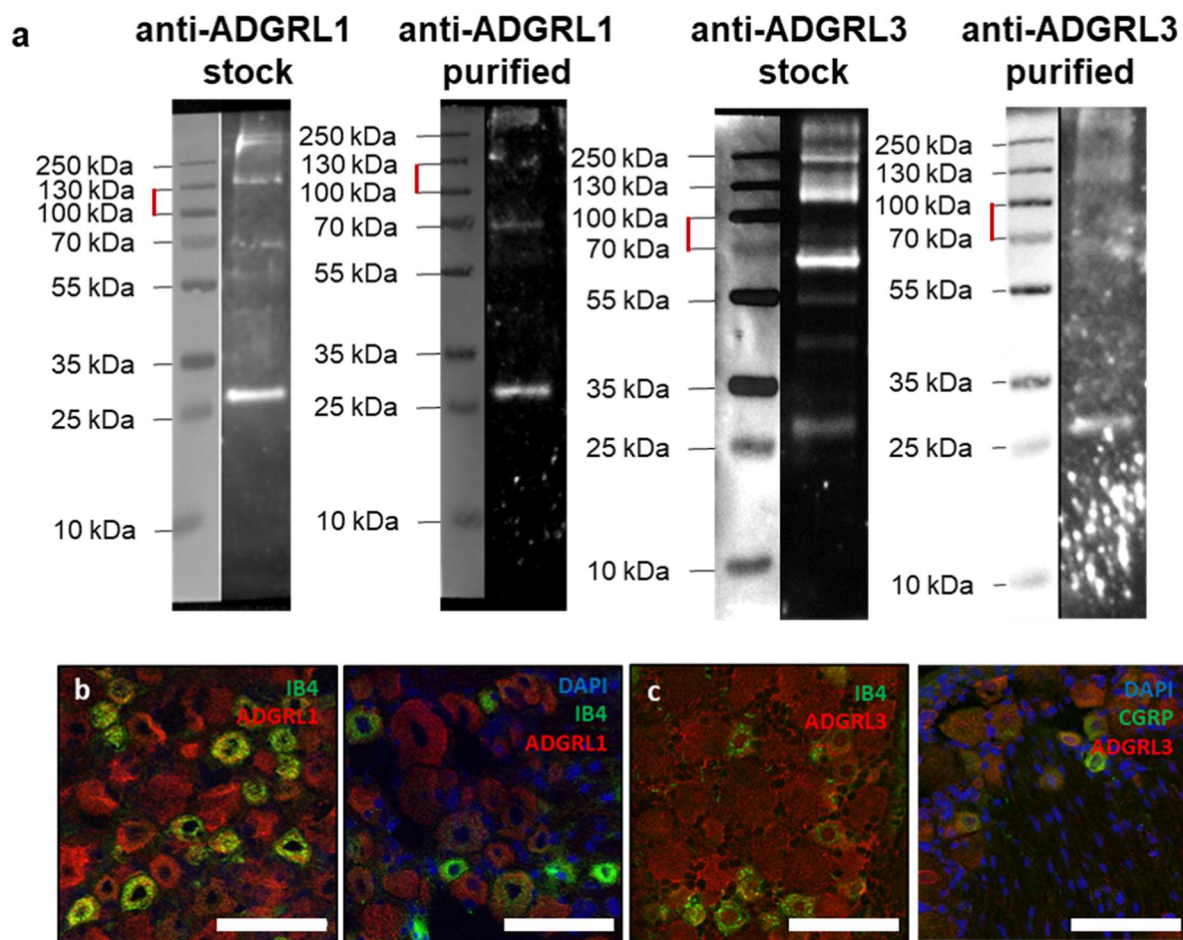 a
anti-ADGRL1
stock
anti-ADGRL1
purified
anti-ADGRL3
stock
anti-ADGRL3
purified
250 kDa
130 kDa
100 kDa
70 kDa
55 kDa
35 kDa
25 kDa
10 kDa
250 kDa
130 kDa
100 kDa
70 kDa
55 kDa
35 kDa
25 kDa
10 kDa
250 kDa
130 kDa
100 kDa
70 kDa
55 kDa
35 kDa
25 kDa
10 kDa
250 kDa
130 kDa
100 kDa
70 kDa
55 kDa
35 kDa
25 kDa
10 kDa
b
IB4
ADGRL1
DAPI
IB4
ADGRL1
c
IB4
ADGRL3
DAPI
CGRP
ADGRL3